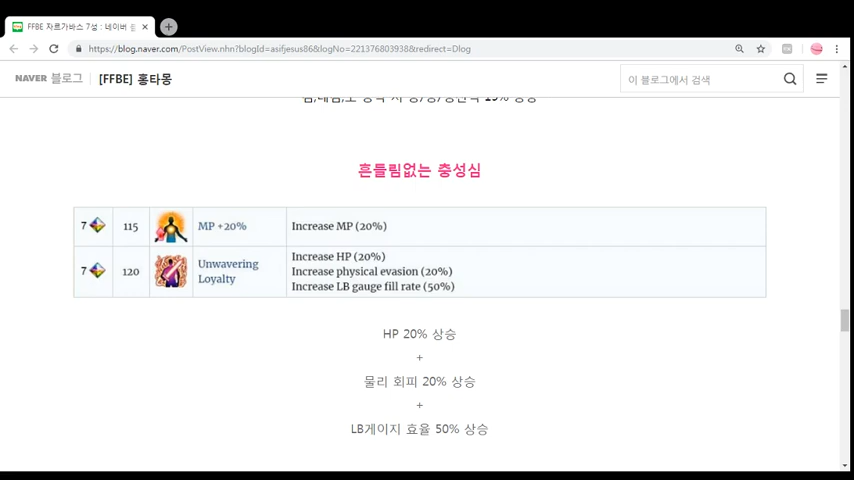 FFBE 자르가바스 7성 : 네이버
https://blog.naver.com/PostView.nhn?blogId=asifjesus86&logNo=221376803938&redirect=Dlog
NAVER 블로그
[FFBE] 홍타몽
이 블로그에서 검색
흔들림없는 충성심
7 115 MP +20% Increase MP (20%)
7 120 Unwavering Loyalty
Increase HP (20%)
Increase physical evasion (20%)
Increase LB gauge fill rate (50%)
HP 20% 상승
+
물리 회피 20% 상승
+
LB게이지 효율 50% 상승